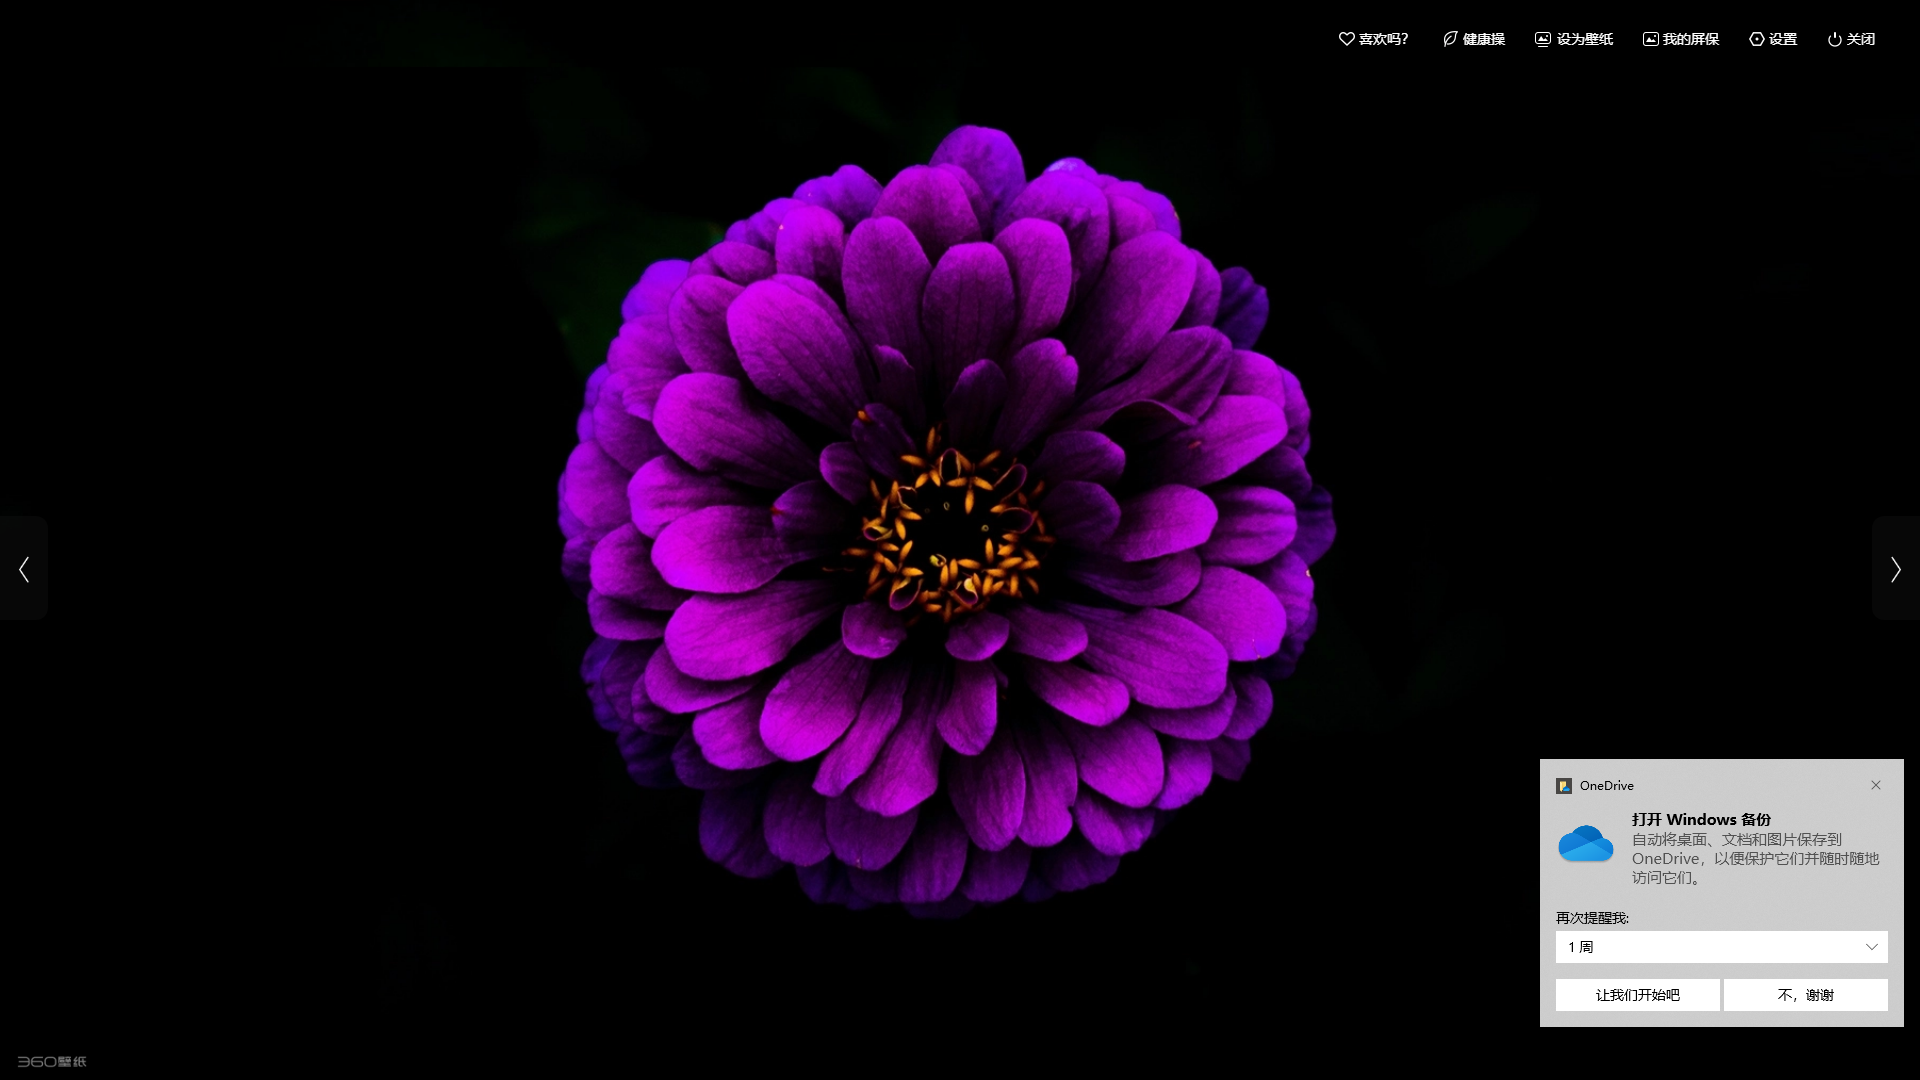 喜欢吗?
健康操
设为壁纸
我的屏保
设置
关闭
OneDrive
打开 Windows 备份
自动将桌面、文档和图片保存到
OneDrive，以便保护它们并随时随地
访问它们。
再次提醒我:
1 周
让我们开始吧
不，谢谢
360壁纸